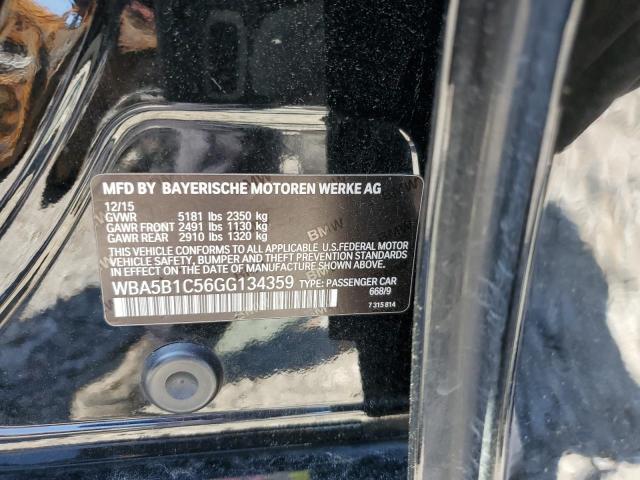 MFD BY BAYERISCHE MOTOREN WERKE AG
12/15
GVWR 5181 lbs 2350 kg
GAWR FRONT 2491 lbs 1130 kg
GAWR REAR 2910 lbs 1320 kg
THIS VEHICLE CONFORMS TO ALL APPLICABLE U.S.FEDERAL MOTOR
VEHICLE SAFETY, BUMPER AND THEFT PREVENTION STANDARDS
IN EFFECT ON THE DATE OF MANUFACTURE SHOWN ABOVE.
WBA5B1C56GG134359 TYPE: PASSENGER CAR
668/9
7 315 814